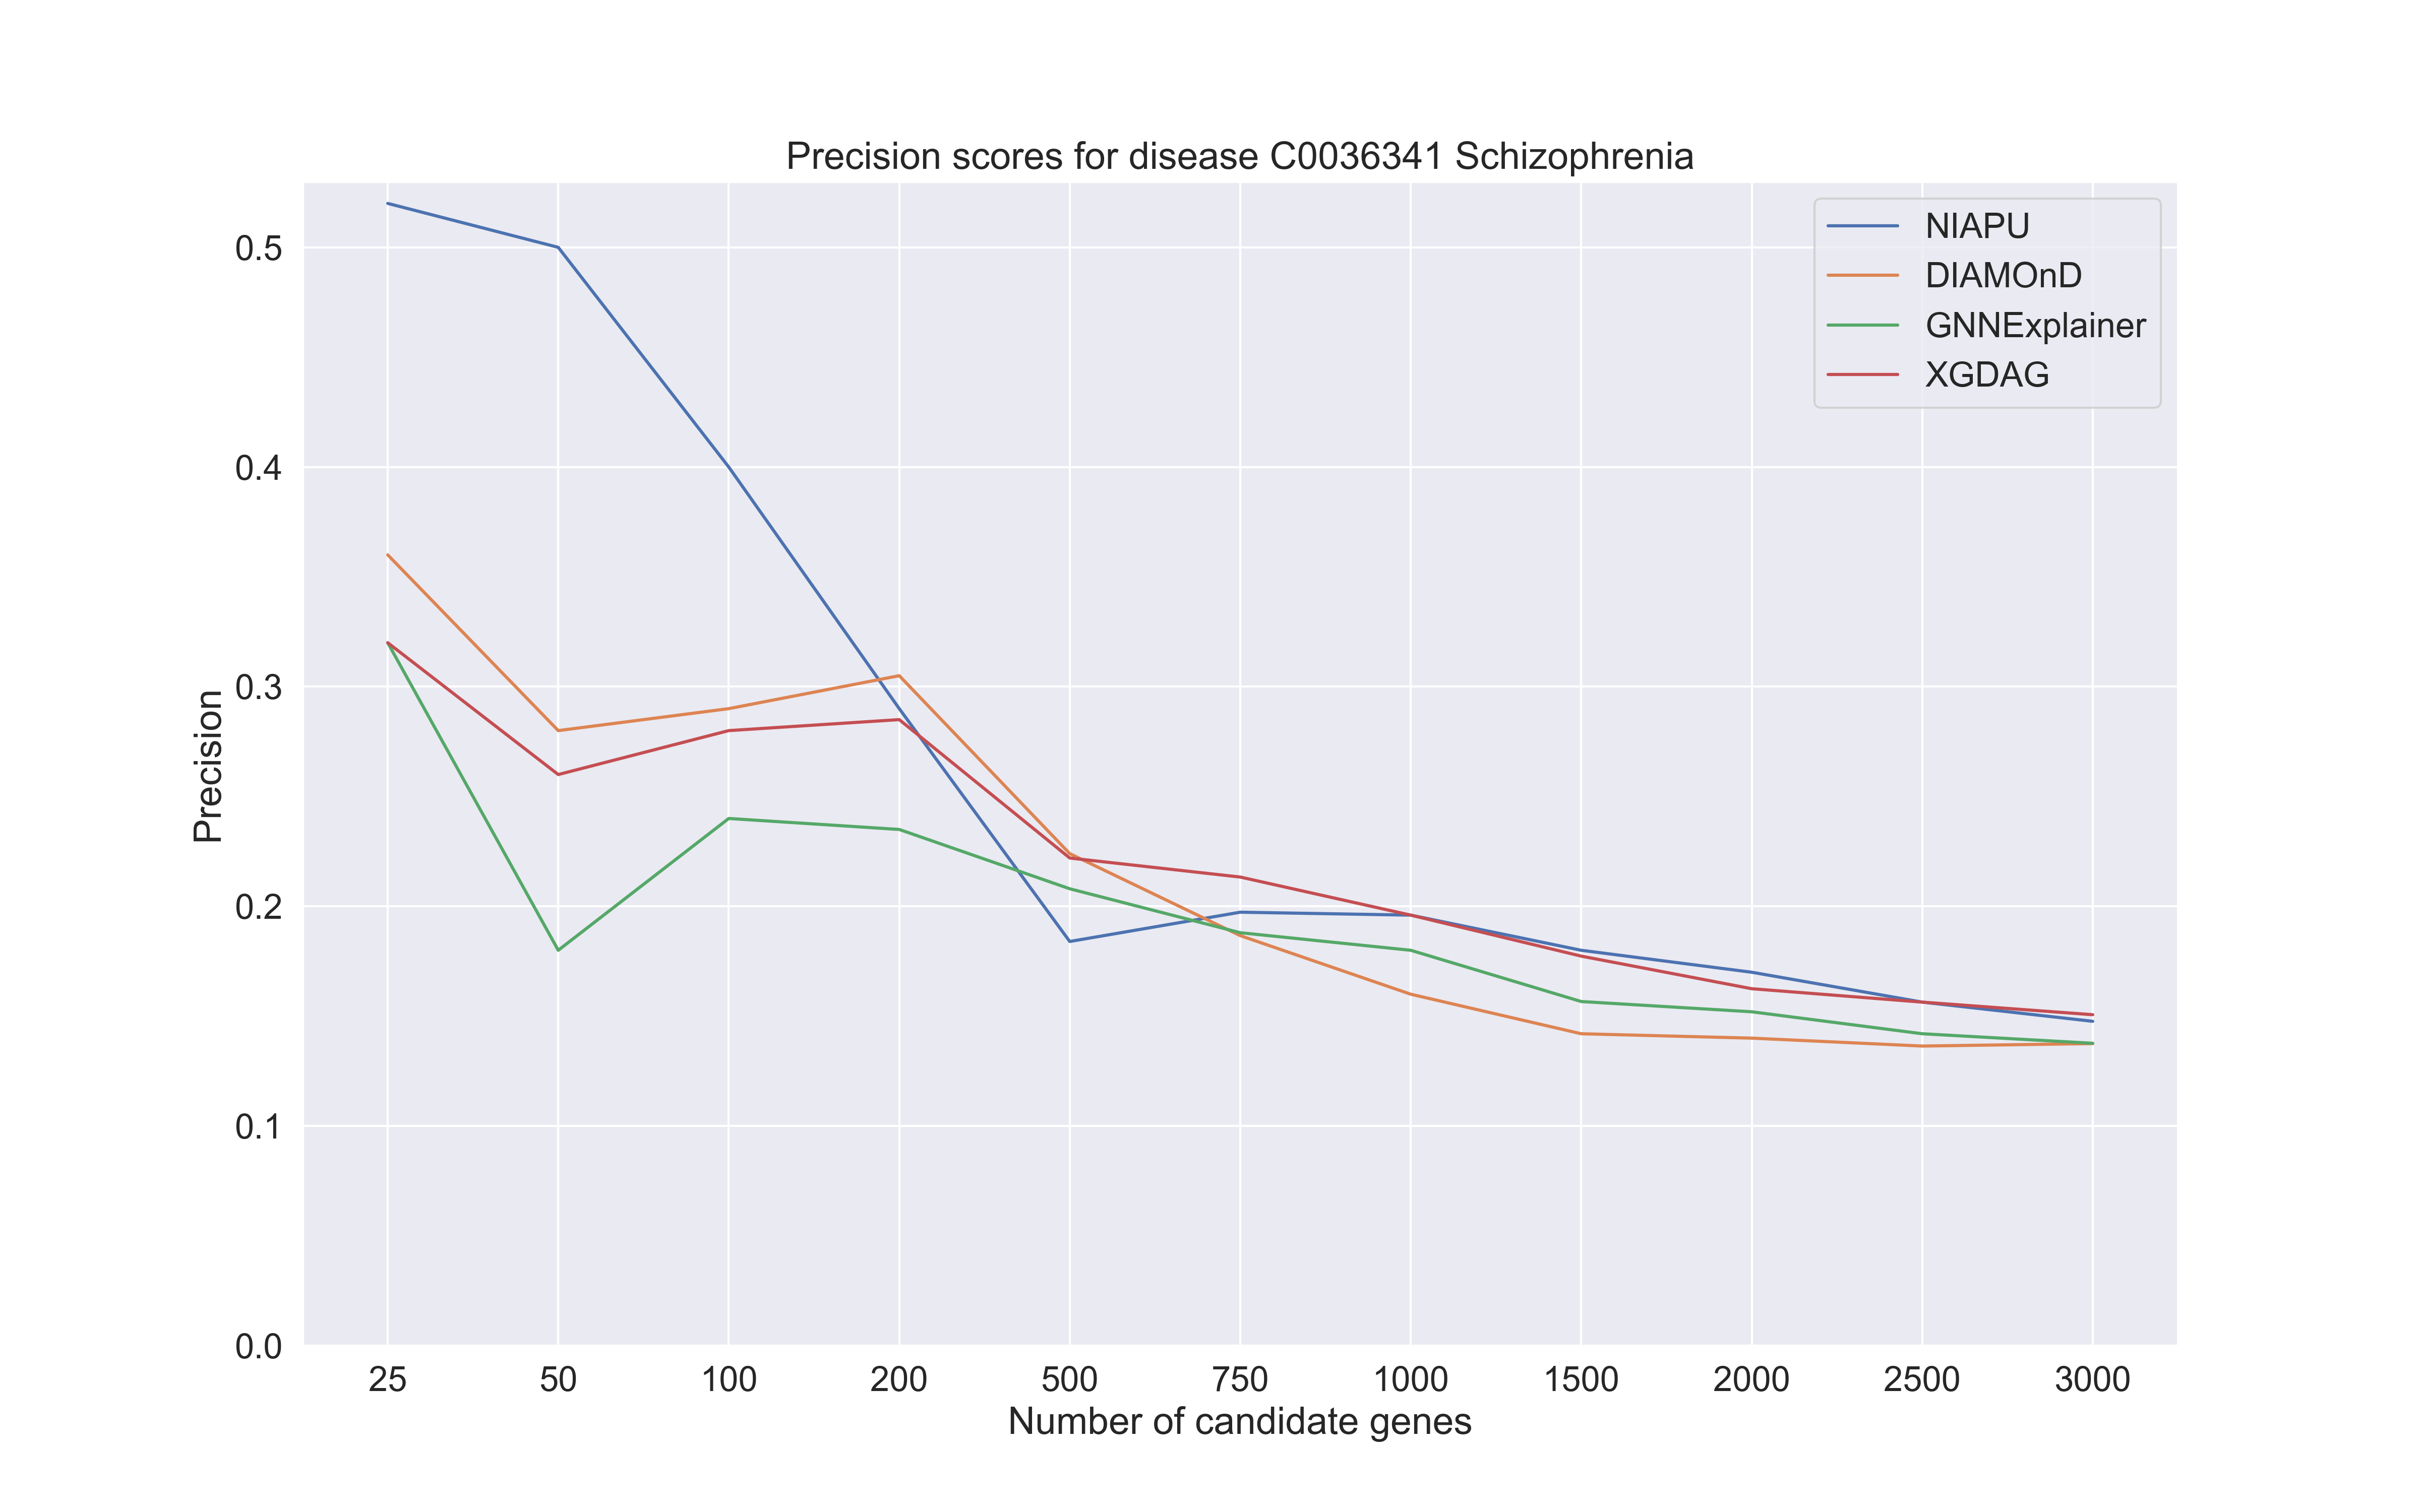 Precision scores for disease C0036341 Schizophrenia
NIAPU
DIAMOnD
GNNExplainer
XGDAG
Precision
0.5
0.4
0.3
0.2
0.1
0.0
25 50 100 200 500 750 1000 1500 2000 2500 3000
Number of candidate genes